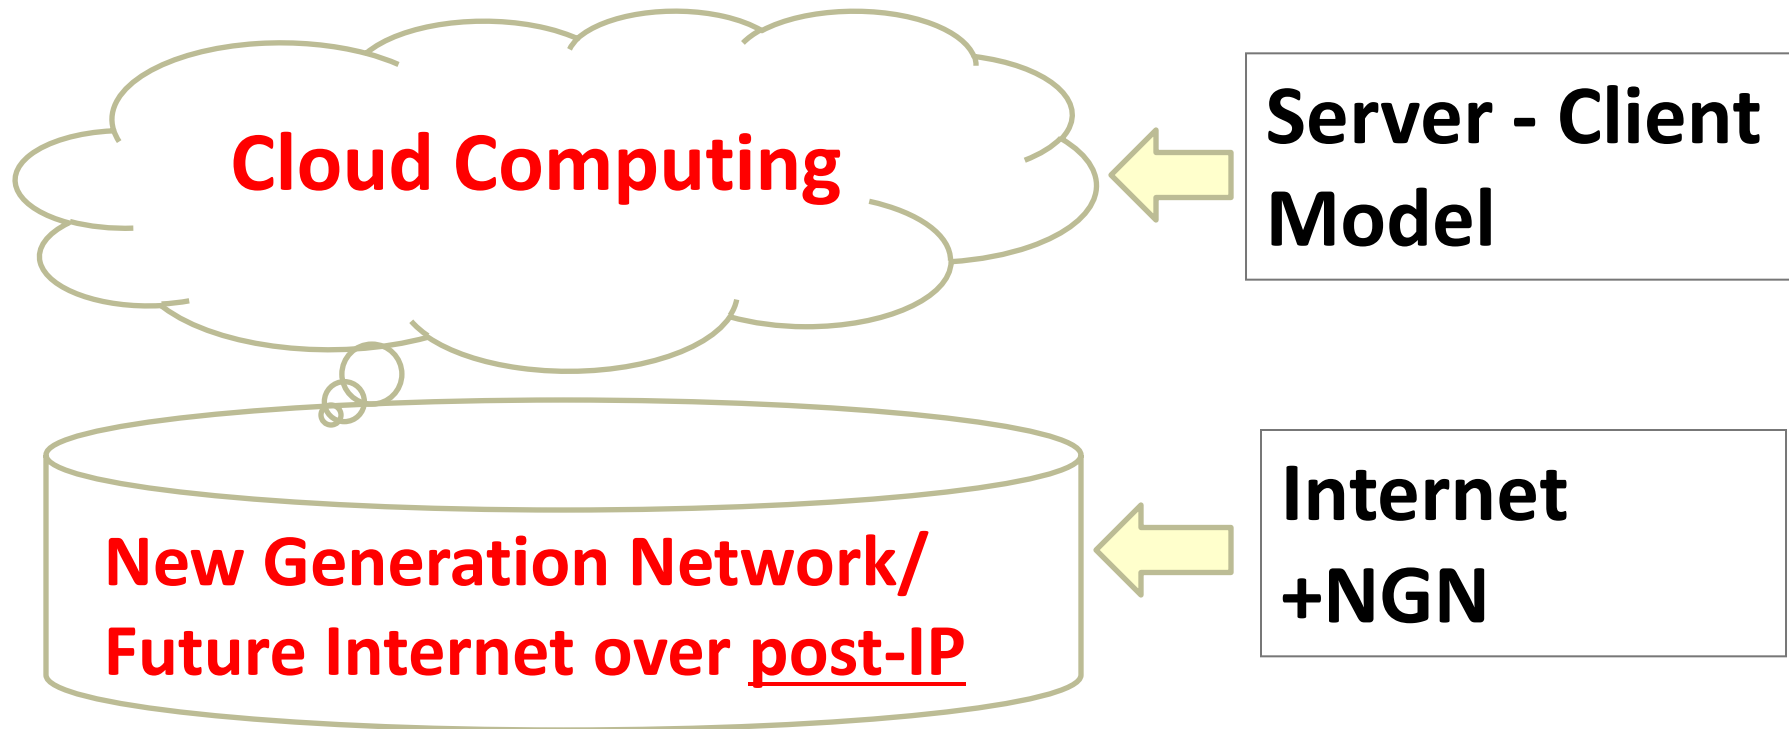 Cloud Computing
Server - Client
Model
New Generation Network/
Future Internet over post-IP
Internet
+NGN